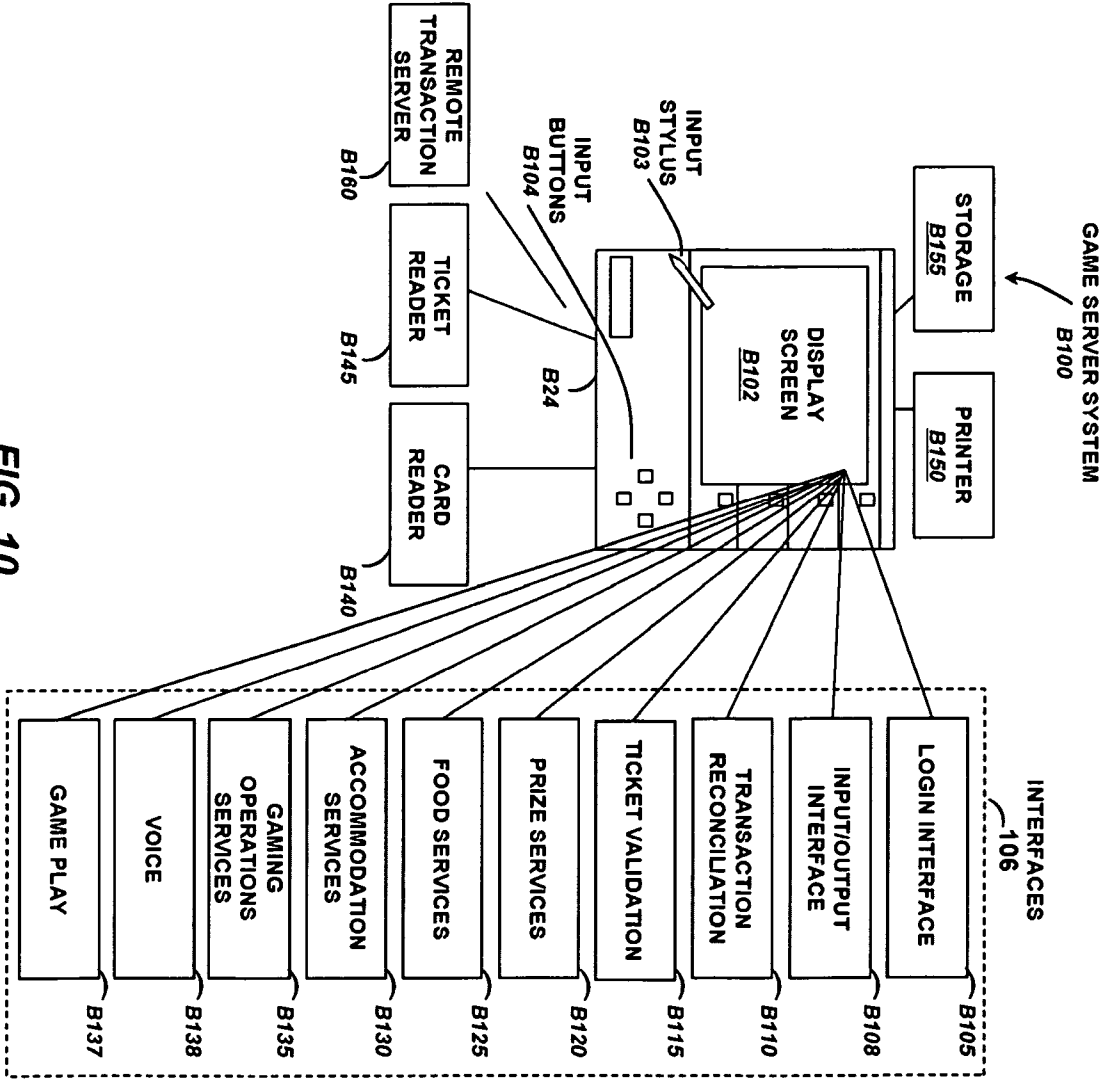 GAME SERVER SYSTEM
B100
STORAGE
B155
PRINTER
B150
INPUT
STYLUS
B103
DISPLAY
SCREEN
B102
INPUT
BUTTONS
B104
B24
REMOTE
TRANSACTION
SERVER
B160
TICKET
READER
B145
CARD
READER
B140
INTERFACES
106
LOGIN INTERFACE
B105
INPUT/OUTPUT
INTERFACE
B108
TRANSACTION
RECONCILIATION
B110
TICKET VALIDATION
B115
PRIZE SERVICES
B120
FOOD SERVICES
B125
ACCOMMODATION
SERVICES
B130
GAMING
OPERATIONS
SERVICES
B135
VOICE
B138
GAME PLAY
B137
FIG. 10